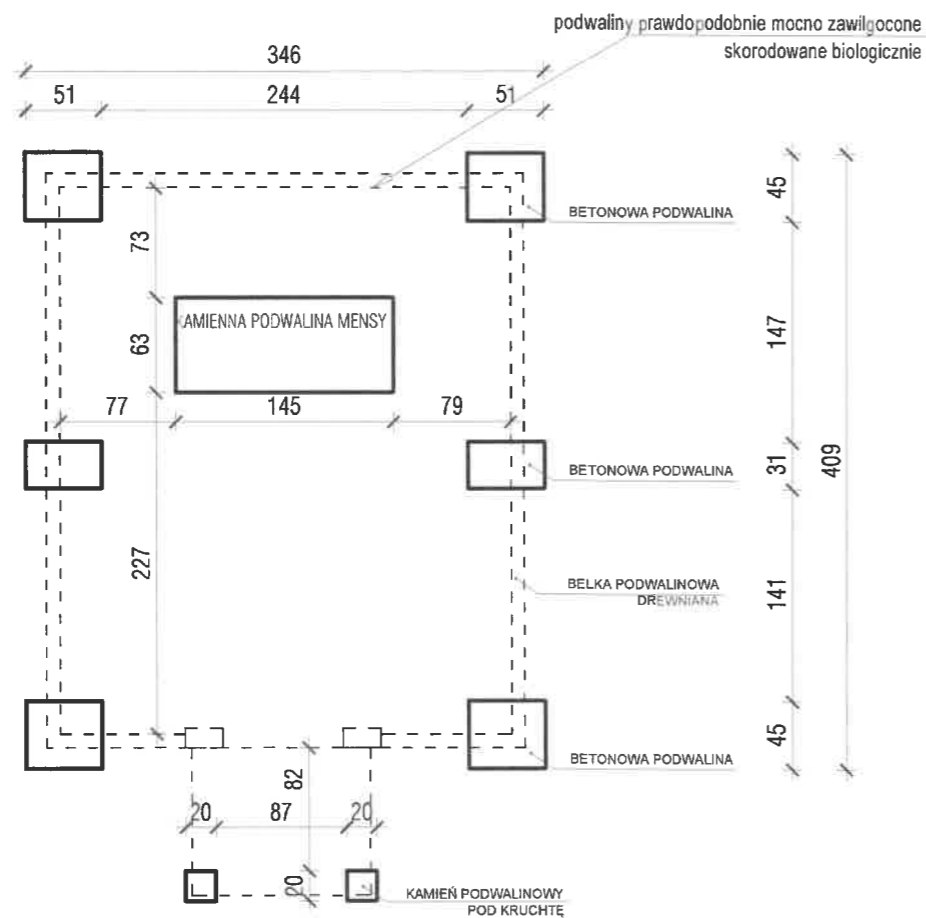 podwaliny prawdopodobnie mocno zawilgocone
skorodowane biologicznie
346
51
244
51
45
BETONOWA PODWALINA
73
147
KAMIENNA PODWALINA MENSY
63
77
145
79
31
409
BETONOWA PODWALINA
227
BELKA PODWALINOWA
DREWNIANA
141
45
BETONOWA PODWALINA
82
20
87
20
20
KAMIEŃ PODWALINOWY
POD KRUCHTĘ